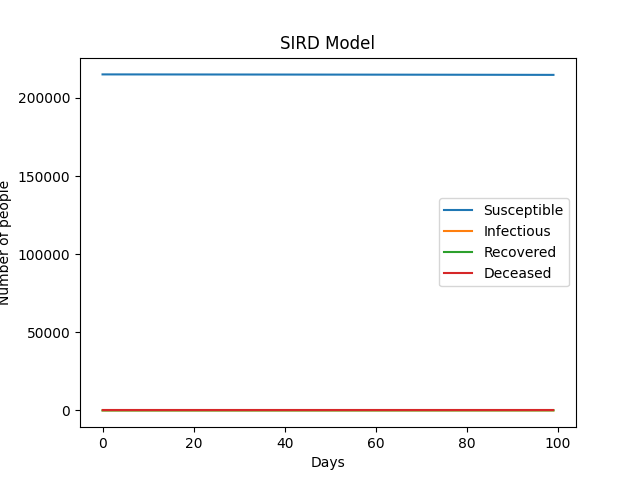 SIRD Model
200000
150000
100000
50000
0
Number of people
Susceptible
Infectious
Recovered
Deceased
0 20 40 60 80 100
Days